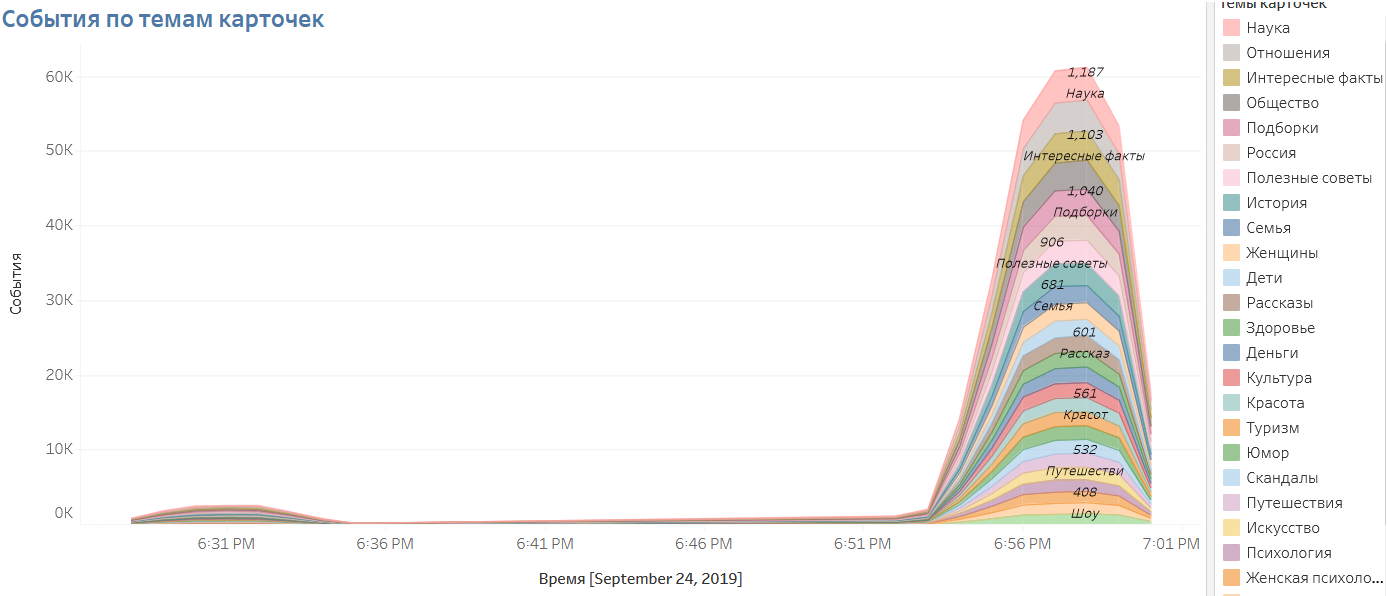 События по темам карточек
60K
50K
40K
30K
20K
10K
0K
События
1,187
Наука
1,103
Интересные факты
1,040
Подборки
906
Полезные советы
681
Семья
601
Рассказ
561
Красот
532
Путешестви
408
Шоу
6:31 PM
6:36 PM
6:41 PM
6:46 PM
6:51 PM
6:56 PM
7:01 PM
Время [September 24, 2019]
Темы карточек
Наука
Отношения
Интересные факты
Общество
Подборки
Россия
Полезные советы
История
Семья
Женщины
Дети
Рассказы
Здоровье
Деньги
Культура
Красота
Туризм
Юмор
Скандалы
Путешествия
Искусство
Психология
Женская психоло...